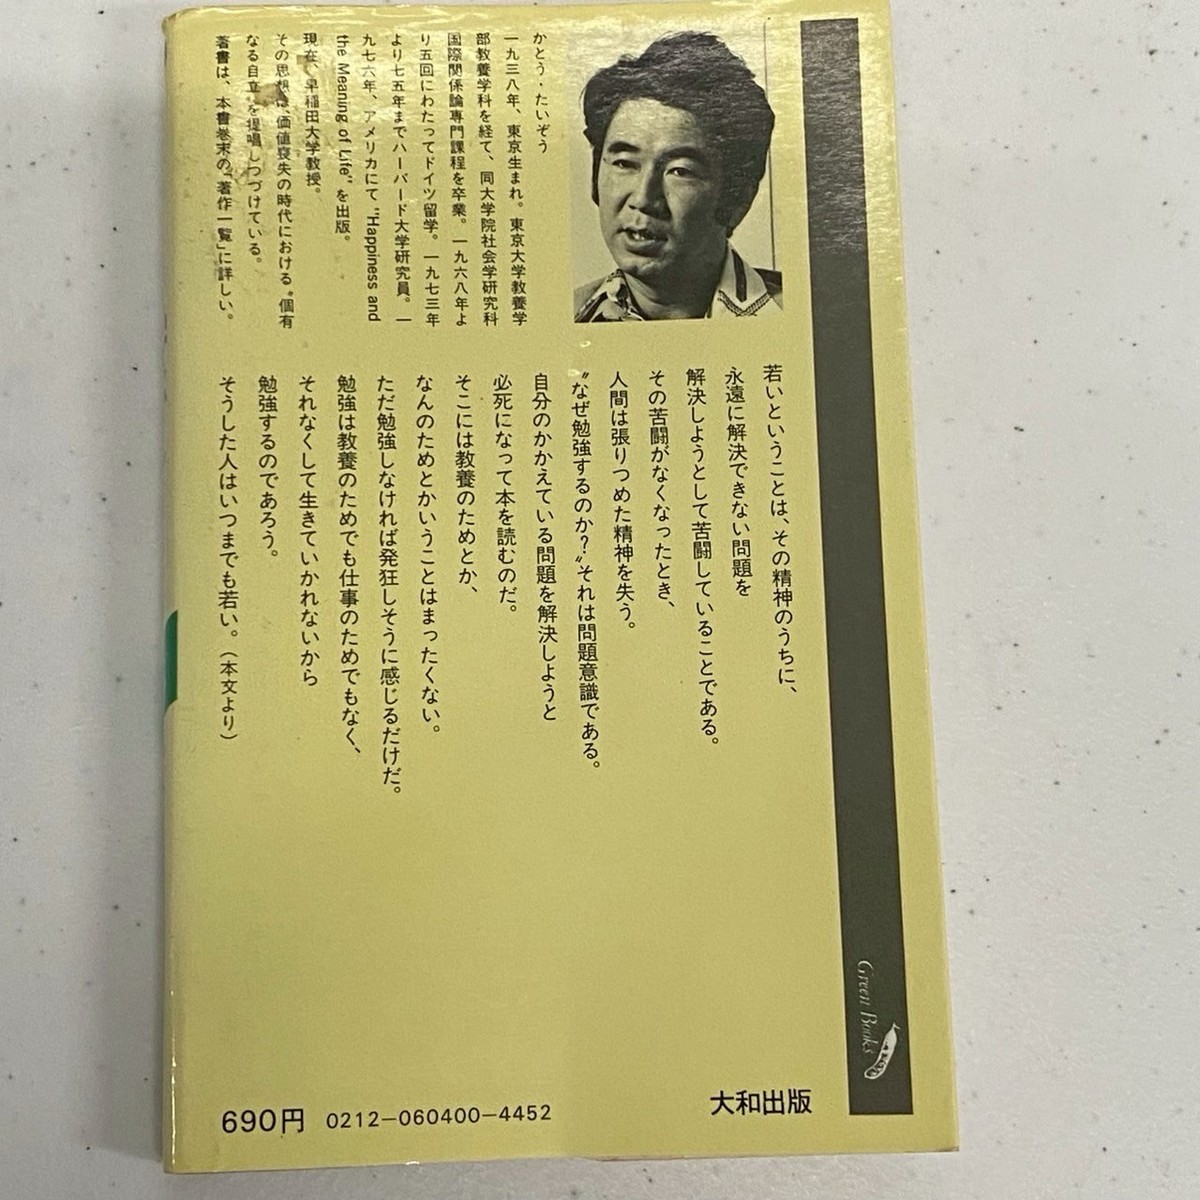 かとう・たいぞう
一九三八年、東京生まれ。東京大学教養学
部教養学科を経て、同大学院社会学研究科
国際関係論専門課程を卒業。一九六八年よ
り五回にわたってドイツ留学。一九七三年
より七五年までハーバード大学研究員。一
九七六年、アメリカにて"Happiness and
the Meaning of Life"を出版。
現在、早稲田大学教授。
その思想は、価値喪失の時代における〝個有
なる自立〟を提唱しつづけている。
著書は、本書巻末の「著作一覧」に詳しい。
若いということは、その精神のうちに、
永遠に解決できない問題を
解決しようとして苦闘していることである。
その苦闘がなくなったとき、
人間は張りつめた精神を失う。
〝なぜ勉強するのか?〟それは問題意識である。
自分のかかえている問題を解決しようと
必死になって本を読むのだ。
そこには教養のためとか、
なんのためとかいうことはまったくない。
ただ勉強しなければ発狂しそうに感じるだけだ。
勉強は教養のためでも仕事のためでもなく、
それなくして生きていかれないから
勉強するのであろう。
そうした人はいつまでも若い。(本文より)
Green Books
大和出版
690円 0212-060400-4452